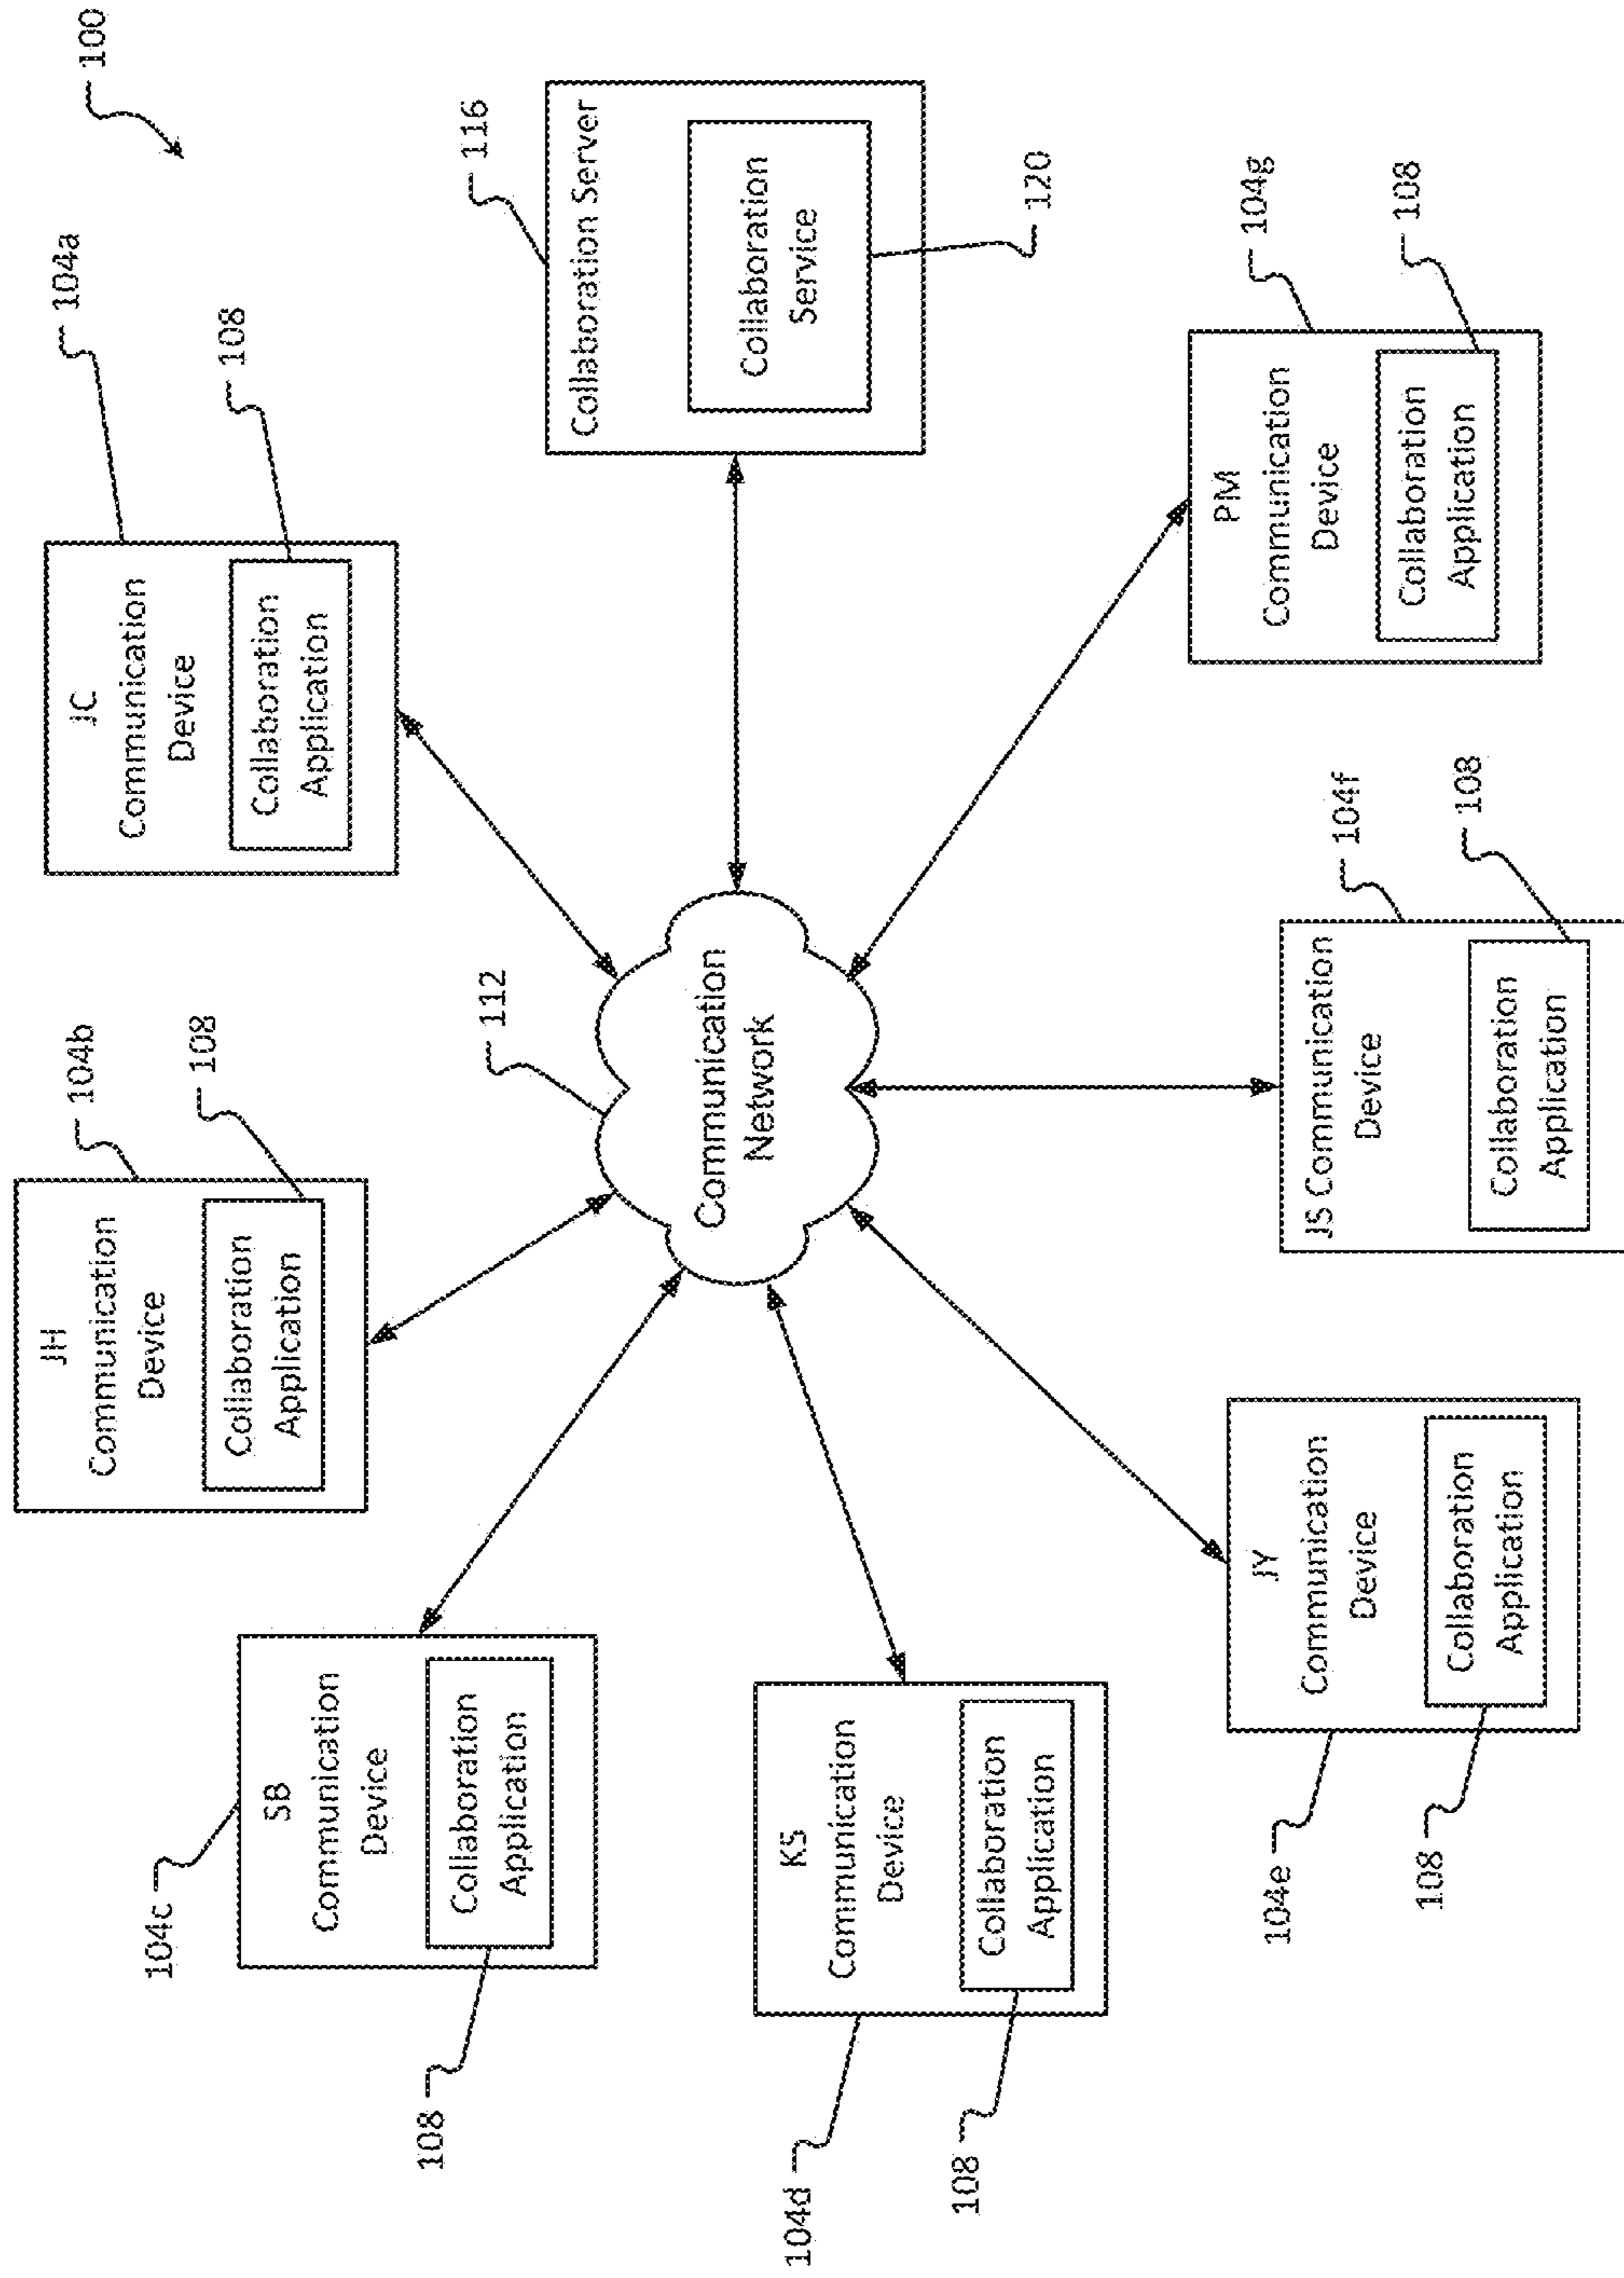 100
JH
Communication
Device
Collaboration
Application
104b
108
JC
Communication
Device
Collaboration
Application
104a
108
SB
Communication
Device
Collaboration
Application
104c
108
112
Communication
Network
116
Collaboration Server
Collaboration
Service
120
KS
Communication
Device
Collaboration
Application
104d
108
JY
Communication
Device
Collaboration
Application
104e
108
JS Communication
Device
Collaboration
Application
104f
108
PM
Communication
Device
Collaboration
Application
104g
108